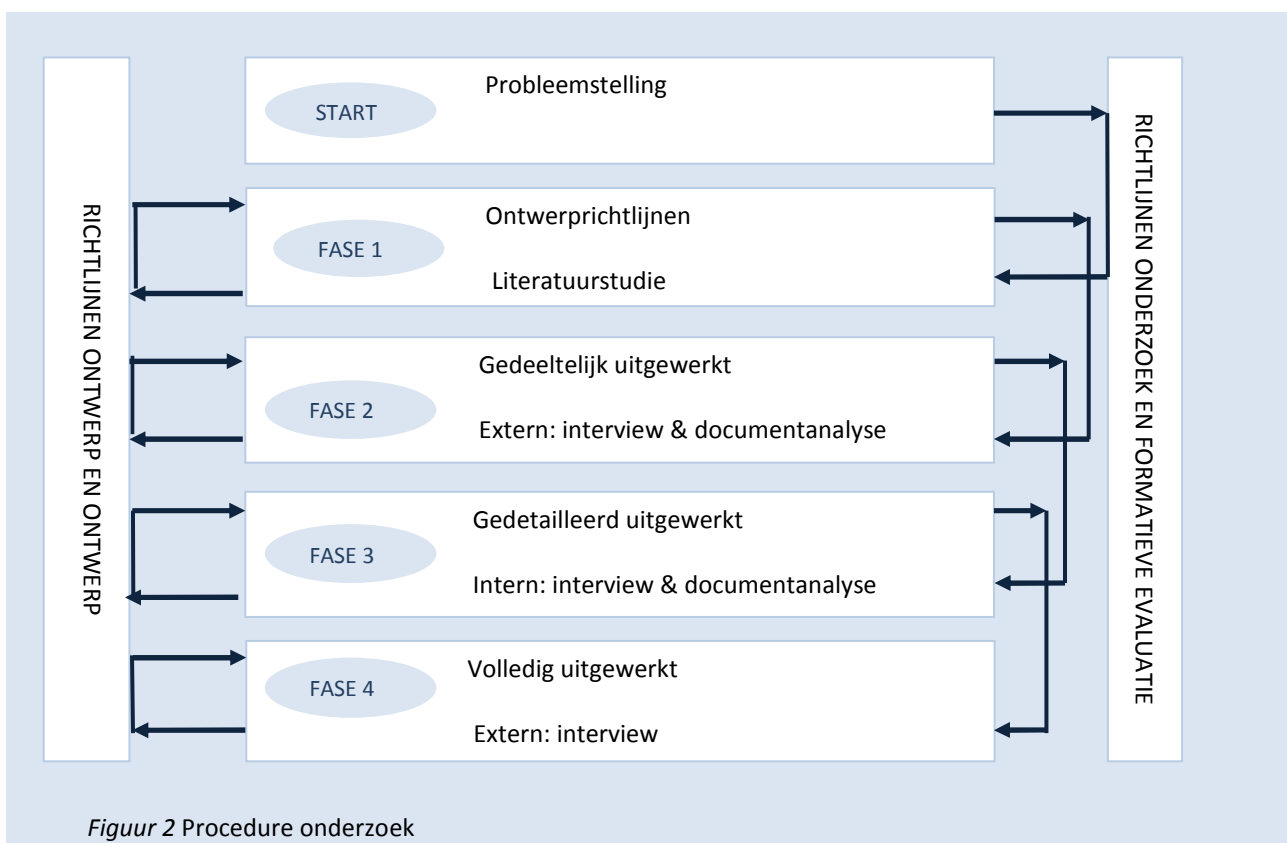 RICHTLIJNEN ONTWERP EN ONTWERP
START
Probleemstelling
FASE 1
Ontwerprichtlijnen
Literatuurstudie
FASE 2
Gedeeltelijk uitgewerkt
Extern: interview & documentanalyse
FASE 3
Gedetailleerd uitgewerkt
Intern: interview & documentanalyse
FASE 4
Volledig uitgewerkt
Extern: interview
RICHTLIJNEN ONDERZOEK EN FORMATIEVE EVALUATIE
Figuur 2 Procedure onderzoek